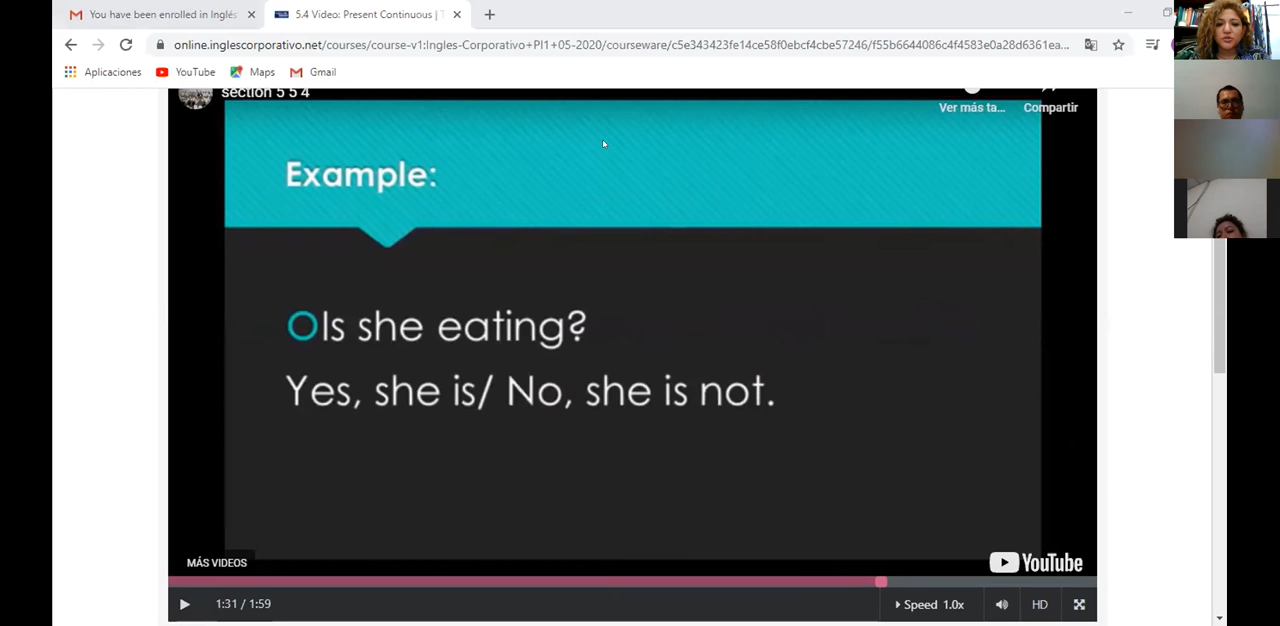 You have been enrolled in Inglés
5.4 Video: Present Continuous | T
online.inglescorporativo.net/courses/course-v1:Ingles-Corporativo+PI1+05-2020/courseware/c5e343423fe14ce58f0ebcf4cbe57246/f55b6644086c4f4583e0a28d6361ea...
Aplicaciones YouTube Maps Gmail
section 5 5 4
Ver más ta... Compartir
Example:
Is she eating?
Yes, she is/ No, she is not.
MÁS VIDEOS
YouTube
1:31 / 1:59 Speed 1.0x HD